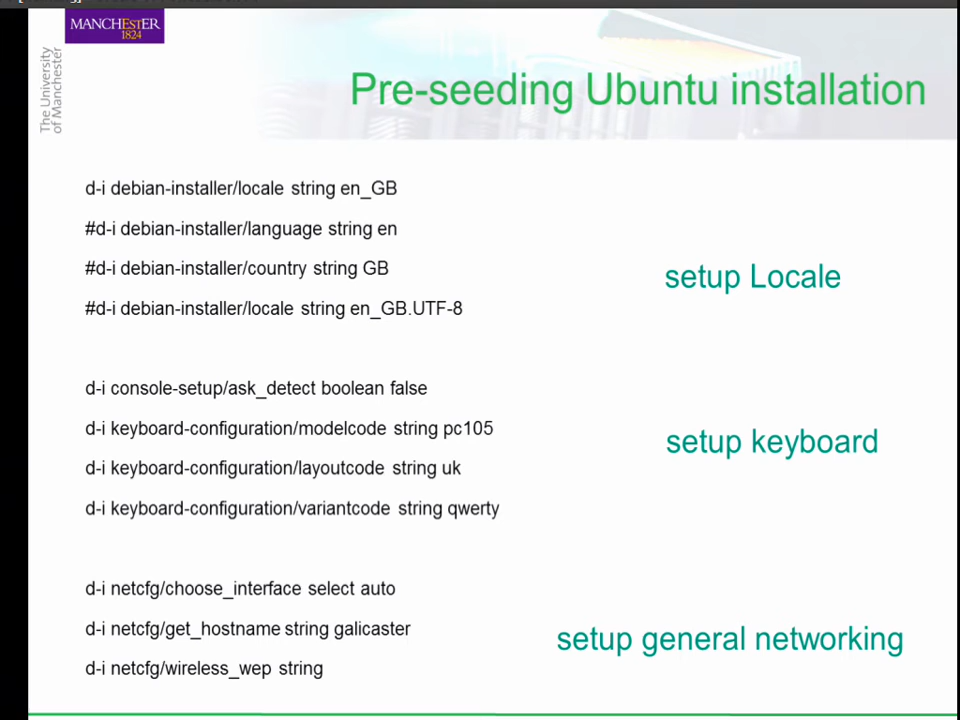 MANCHESTER
1824
The University
of Manchester
Pre-seeding Ubuntu installation
d-i debian-installer/locale string en_GB
#d-i debian-installer/language string en
#d-i debian-installer/country string GB
#d-i debian-installer/locale string en_GB.UTF-8
setup Locale
d-i console-setup/ask_detect boolean false
d-i keyboard-configuration/modelcode string pc105
d-i keyboard-configuration/layoutcode string uk
d-i keyboard-configuration/variantcode string qwerty
setup keyboard
d-i netcfg/choose_interface select auto
d-i netcfg/get_hostname string galicaster
d-i netcfg/wireless_wep string
setup general networking